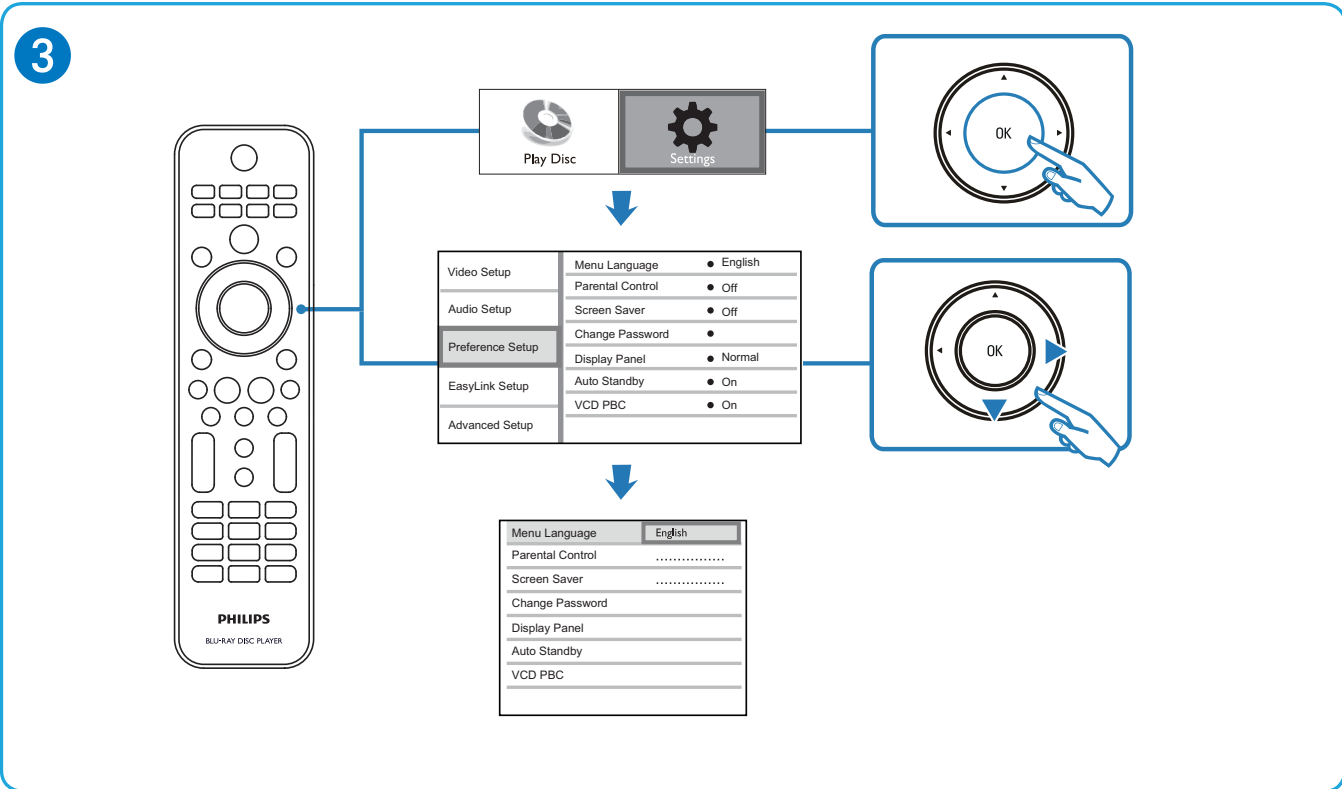 3
Play Disc
Settings
OK
Video Setup
Audio Setup
Preference Setup
EasyLink Setup
Advanced Setup
Menu Language ● English
Parental Control ● Off
Screen Saver ● Off
Change Password ●
Display Panel ● Normal
Auto Standby ● On
VCD PBC ● On
OK
Menu Language English
Parental Control ................
Screen Saver ................
Change Password
Display Panel
Auto Standby
VCD PBC
PHILIPS
BLU-RAY DISC PLAYER